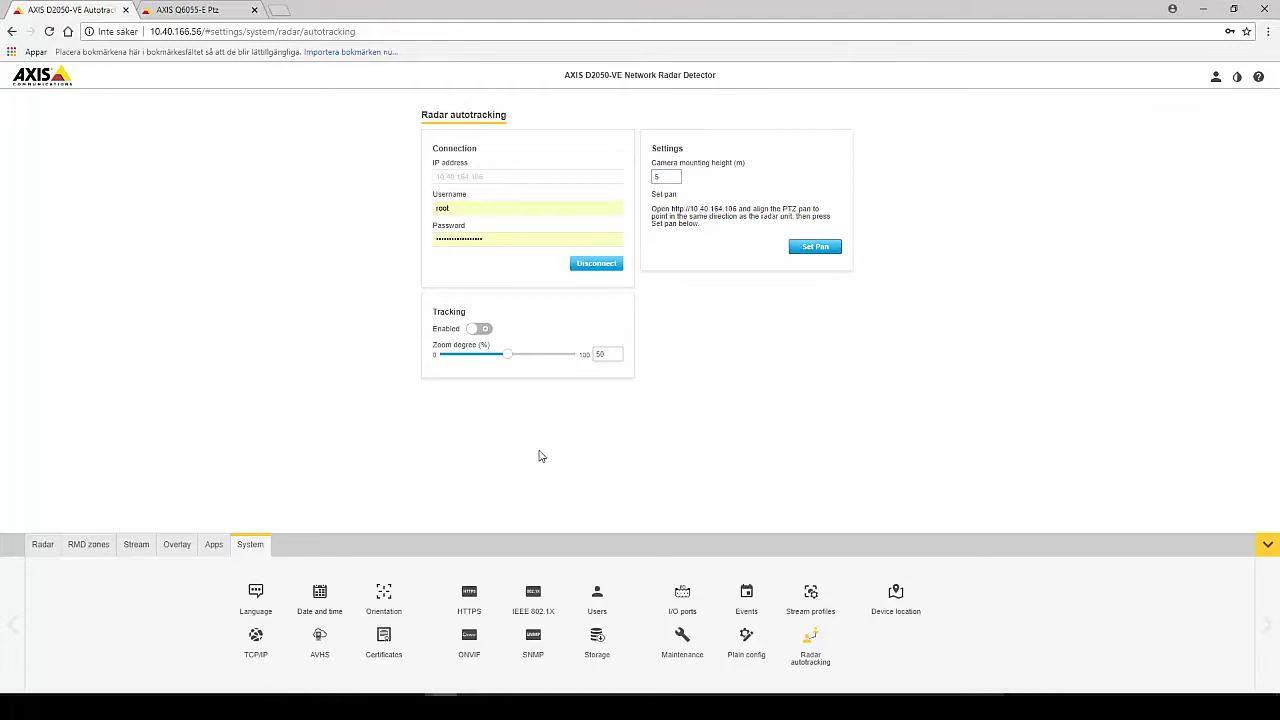 AXIS D2050-VE Autotrac
AXIS Q6055-E Ptz
Inte säker
10.40.166.56/#settings/system/radar/autotracking
Appar
Placera bokmärkena här i bokmärkesfältet så att de blir lättillgängliga.
Importera bokmärken nu...
AXIS
COMMUNICATIONS
AXIS D2050-VE Network Radar Detector
Radar autotracking
Connection
IP address
10.40.164.106
Username
root
Password
Disconnect
Settings
Camera mounting height (m)
5
Set pan
Open http://10.40.164.106 and align the PTZ pan to
point in the same direction as the radar unit, then press
Set pan below.
Set Pan
Tracking
Enabled
Zoom degree (%)
0
100
50
Radar
RMD zones
Stream
Overlay
Apps
System
Language
Date and time
Orientation
HTTPS
HTTPS
802.1X
IEEE 802.1X
Users
I/O ports
Events
Stream profiles
Device location
TCP/IP
AVHS
Certificates
ONVIF
SNMP
SNMP
Storage
Maintenance
Plain config
Radar
autotracking